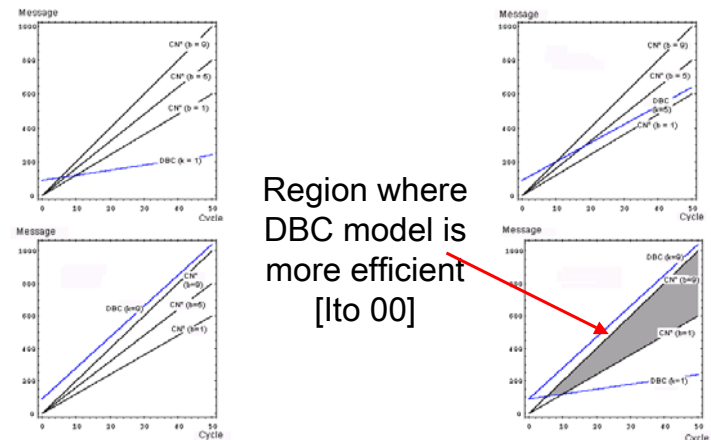 Message
1000
CN* (b = 9)
800
CN* (b = 5)
600
CN* (b = 1)
400
200
DBC (k = 1)
0
0 10 20 30 40 50
Cycle
Message
1000
CN* (b = 9)
800
CN* (b = 5)
DBC
(k=5)
600
CN* (b = 1)
400
200
0
0 10 20 30 40 50
Cycle
Region where
DBC model is
more efficient
[Ito 00]
Message
1000
CN*
(b=9)
800
DBC (k=9)
CN* (b=5)
600
CN* (b=1)
400
200
0
0 10 20 30 40 50
Cycle
Message
1000
DBC (k=9)
CN* (b=9)
800
600
CN* (b=1)
400
200
DBC (k=1)
0
0 10 20 30 40 50
Cycle